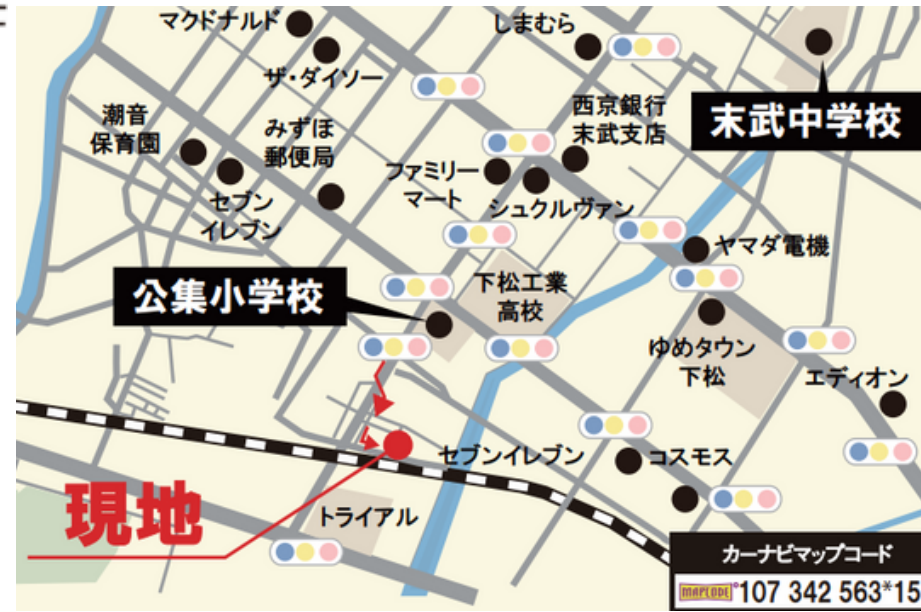 マクドナルド
しまむら
ザ・ダイソー
末武中学校
潮音
保育園
みずほ
郵便局
西京銀行
末武支店
ファミリー
マート
シュクルヴァン
セブン
イレブン
ヤマダ電機
公集小学校
下松工業
高校
ゆめタウン
下松
エディオン
セブンイレブン
コスモス
現地
トライアル
カーナビマップコード
MAPCODE 107 342 563*15